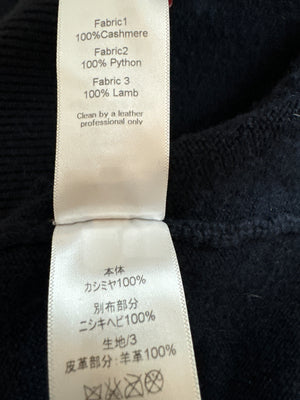 Fabric1
100%Cashmere
Fabric2
100% Python
Fabric 3
100% Lamb
Clean by a leather
professional only
本体
カシミヤ100%
別布部分
ニシキヘビ100%
生地/3
皮革部分:羊革100%